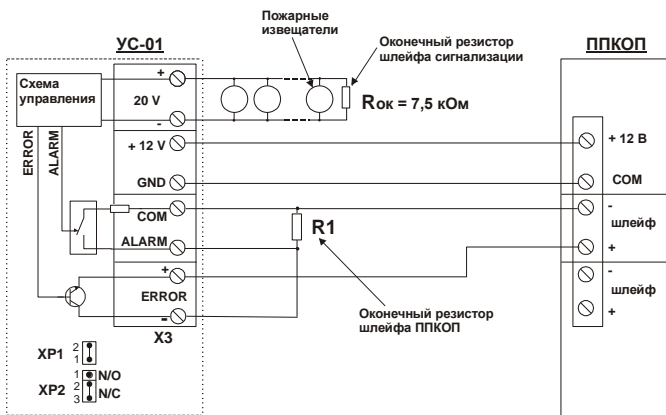 УС-01
Пожарные
извещатели
Оконечный резистор
шлейфа сигнализации
ППКОП
Схема
управления
+
20 V
-
Rок = 7,5 кОм
ERROR
ALARM
+ 12 V
+ 12 В
GND
COM
COM
-
шлейф
+
ALARM
R1
+
ERROR
-
-
шлейф
+
Оконечный резистор
шлейфа ППКОП
X3
XP1
2
1
XP2
1
2
3
N/O
N/C